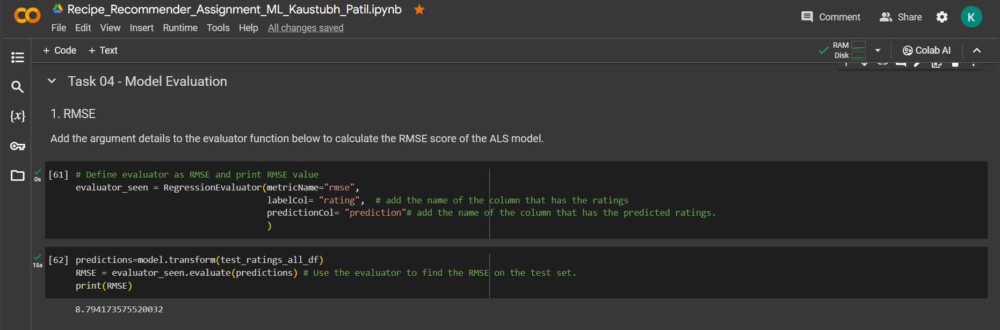 Recipe_Recommender_Assignment_ML_Kaustubh_Patil.ipynb
File Edit View Insert Runtime Tools Help All changes saved
Comment Share K
+ Code + Text
RAM
Disk
Colab AI
Task 04 - Model Evaluation
1. RMSE
Add the argument details to the evaluator function below to calculate the RMSE score of the ALS model.
0s
[61] # Define evaluator as RMSE and print RMSE value
evaluator_seen = RegressionEvaluator(metricName="rmse",
labelCol= "rating",  # add the name of the column that has the ratings
predictionCol= "prediction"# add the name of the column that has the predicted ratings.
)
15s
[62] predictions=model.transform(test_ratings_all_df)
RMSE = evaluator_seen.evaluate(predictions) # Use the evaluator to find the RMSE on the test set.
print(RMSE)
8.794173575520032